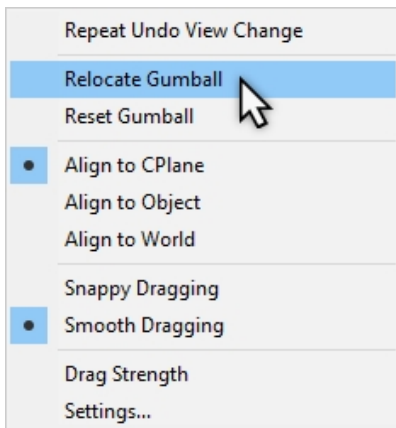 Repeat Undo View Change
Relocate Gumball
Reset Gumball
Align to CPlane
Align to Object
Align to World
Snappy Dragging
Smooth Dragging
Drag Strength
Settings...